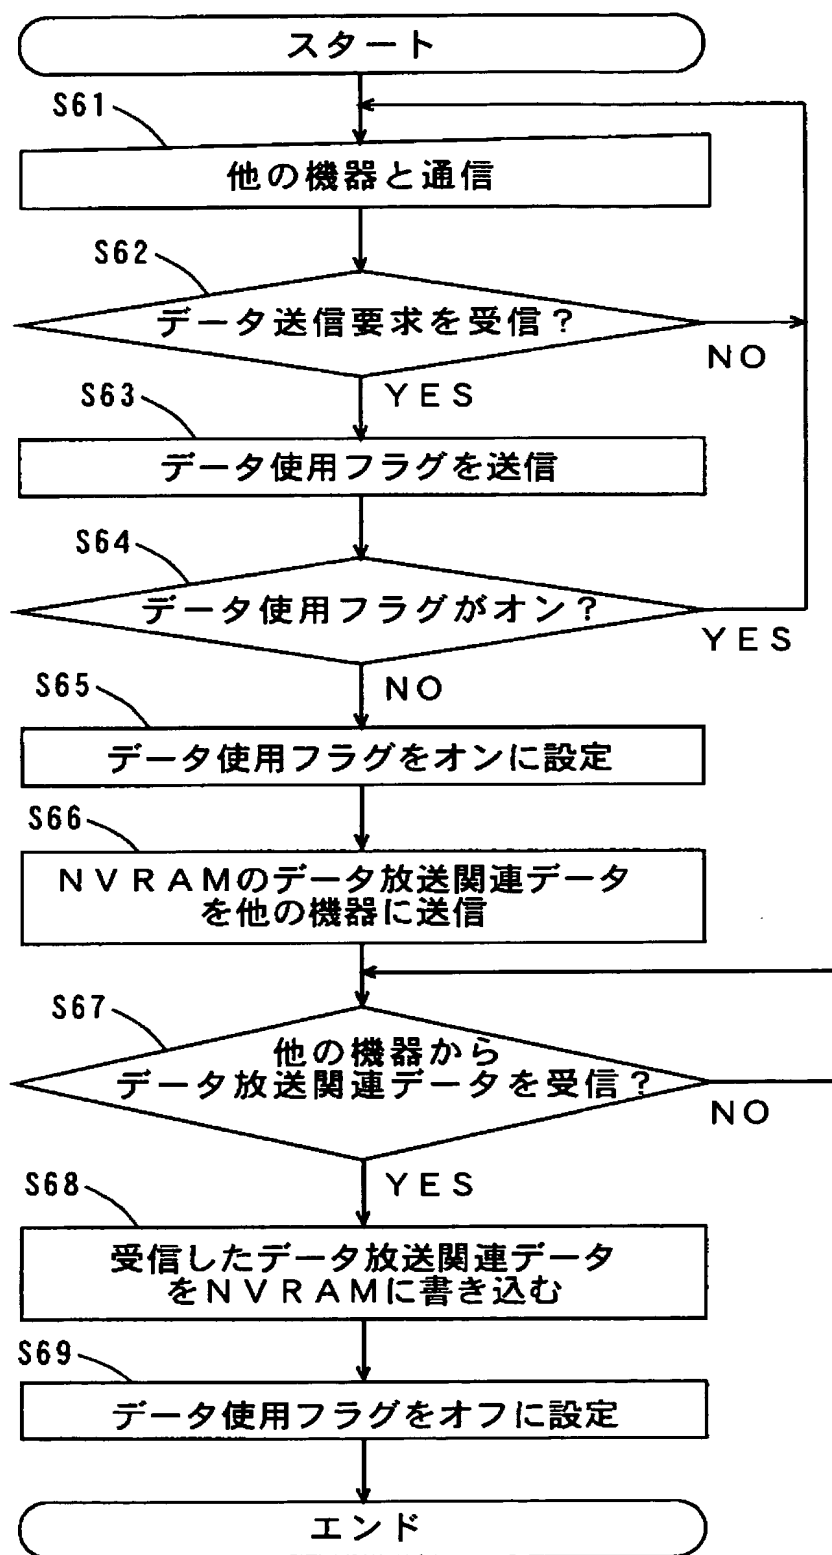 スタート
S61
他の機器と通信
S62
データ送信要求を受信？
NO
YES
S63
データ使用フラグを送信
S64
データ使用フラグがオン？
YES
NO
S65
データ使用フラグをオンに設定
S66
NVRAMのデータ放送関連データ
を他の機器に送信
S67
他の機器から
データ放送関連データを受信？
NO
YES
S68
受信したデータ放送関連データ
をNVRAMに書き込む
S69
データ使用フラグをオフに設定
エンド